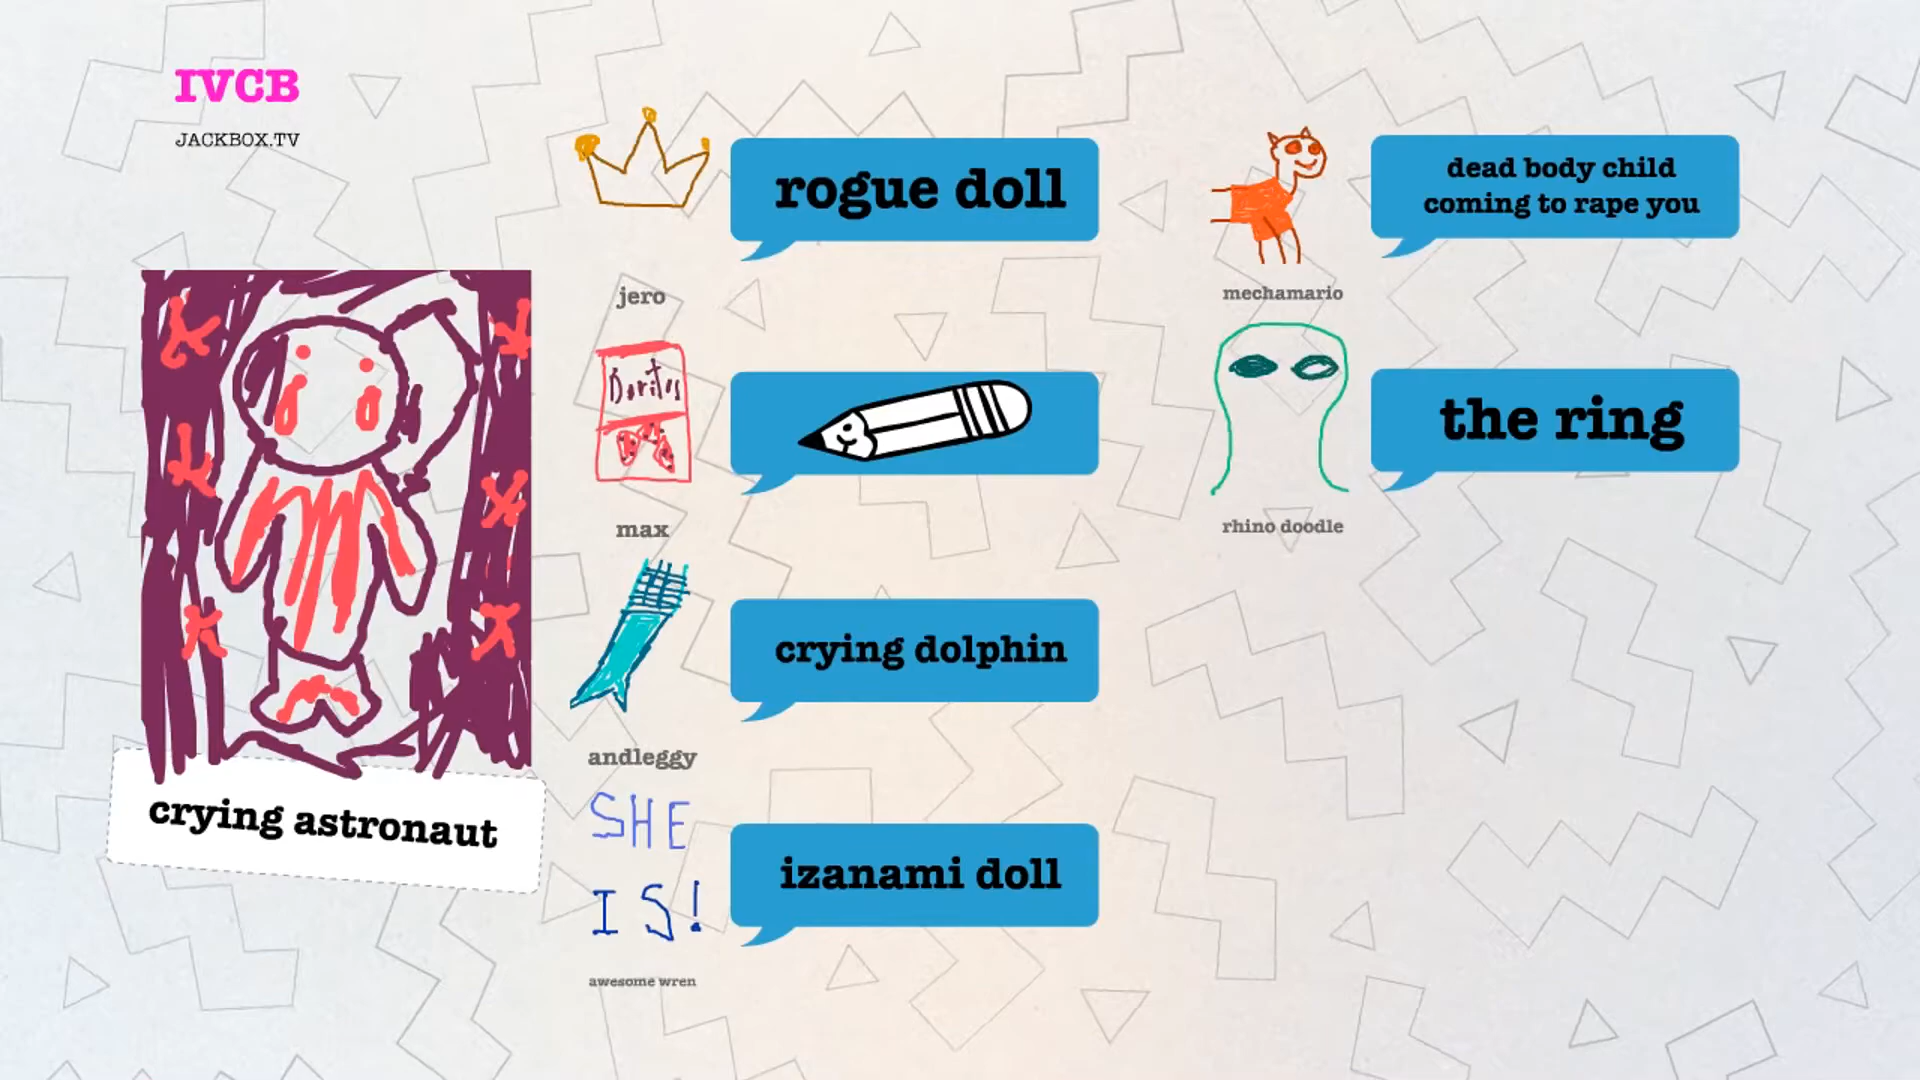 IVCB
JACKBOX.TV
crying astronaut
rogue doll
jero
Doritos
max
crying dolphin
andleggy
SHE
IS!
izanami doll
awesome wren
dead body child
coming to rape you
mechamario
the ring
rhino doodle